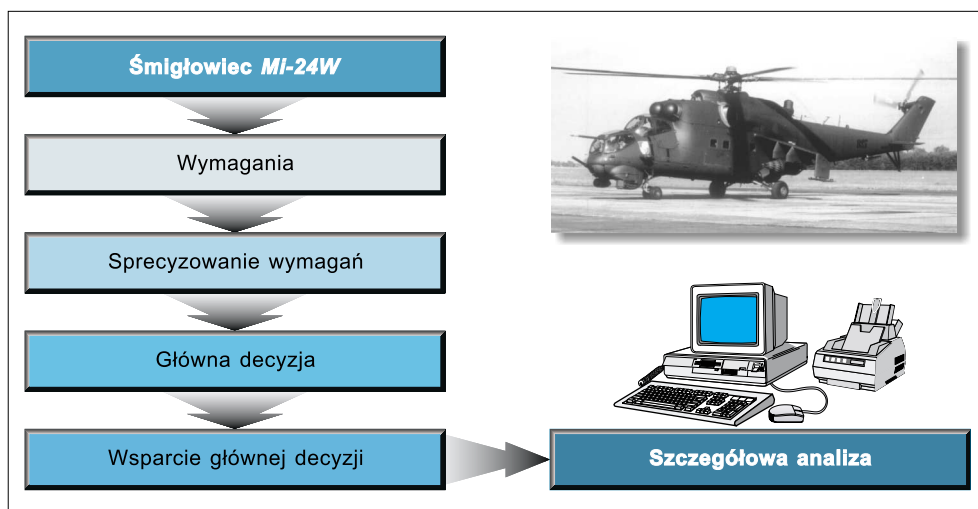 Śmigłowiec Mi-24W
Wymagania
Sprecyzowanie wymagań
Główna decyzja
Wsparcie głównej decyzji
Szczegółowa analiza